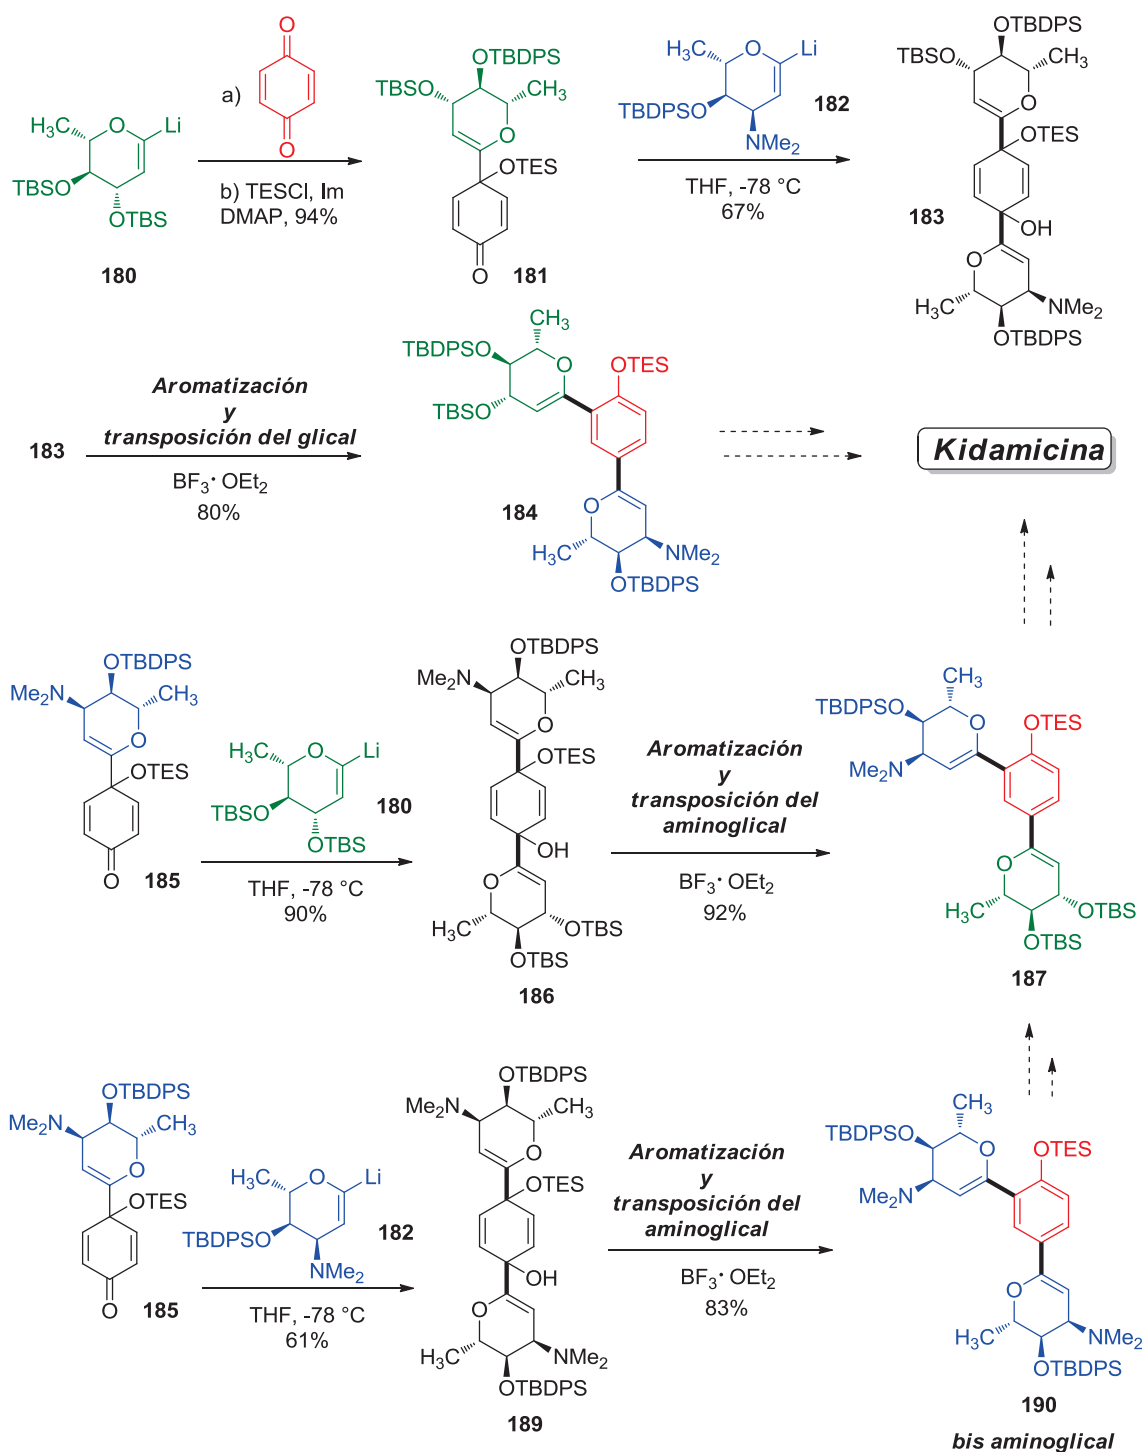 O
a)
O
H3C
O
Li
TBSO
OTBS
180
b) TESCl, Im
DMAP, 94%
OTBDPS
TBSO
CH3
O
OTES
O
181
H3C
O
Li
TBDPSO
NMe2
182
THF, -78 °C
67%
OTBDPS
TBSO
CH3
O
OTES
183
OH
O
H3C
NMe2
OTBDPS
183
Aromatización
y
transposición del glical
BF3· OEt2
80%
CH3
TBDPSO
O
OTES
TBSO
184
O
H3C
NMe2
OTBDPS
Kidamicina
OTBDPS
Me2N
CH3
O
OTES
O
185
H3C
O
Li
TBSO
OTBS
180
THF, -78 °C
90%
OTBDPS
Me2N
CH3
O
OTES
OH
O
H3C
OTBS
OTBS
186
Aromatización
y
transposición del
aminoglical
BF3· OEt2
92%
CH3
TBDPSO
O
OTES
Me2N
O
H3C
OTBS
OTBS
187
OTBDPS
Me2N
CH3
O
OTES
O
185
H3C
O
Li
TBDPSO
NMe2
182
THF, -78 °C
61%
OTBDPS
Me2N
CH3
O
OTES
OH
O
H3C
NMe2
OTBDPS
189
Aromatización
y
transposición del
aminoglical
BF3· OEt2
83%
CH3
TBDPSO
O
OTES
Me2N
O
H3C
NMe2
OTBDPS
190
bis aminoglical